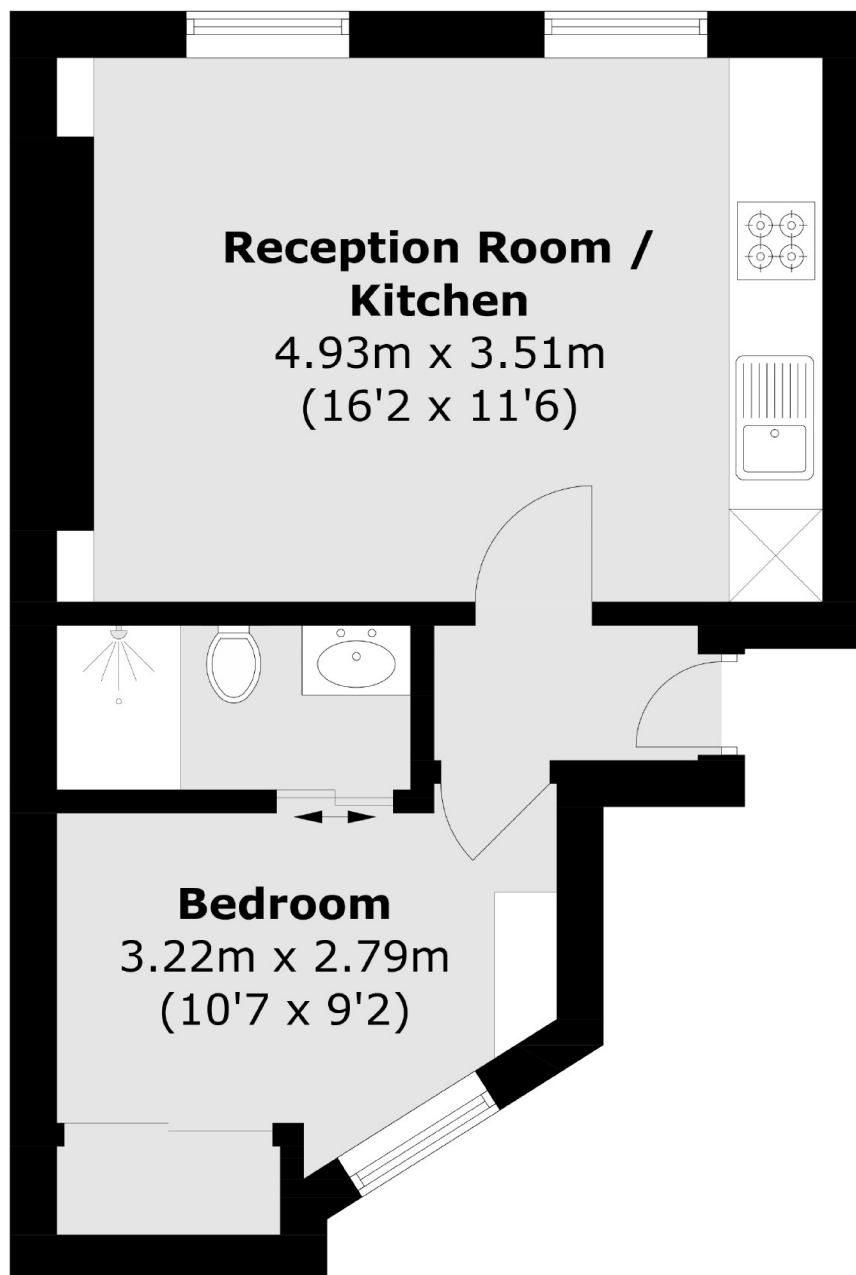 Reception Room /
Kitchen
4.93m x 3.51m
(16'2 x 11'6)
Bedroom
3.22m x 2.79m
(10'7 x 9'2)